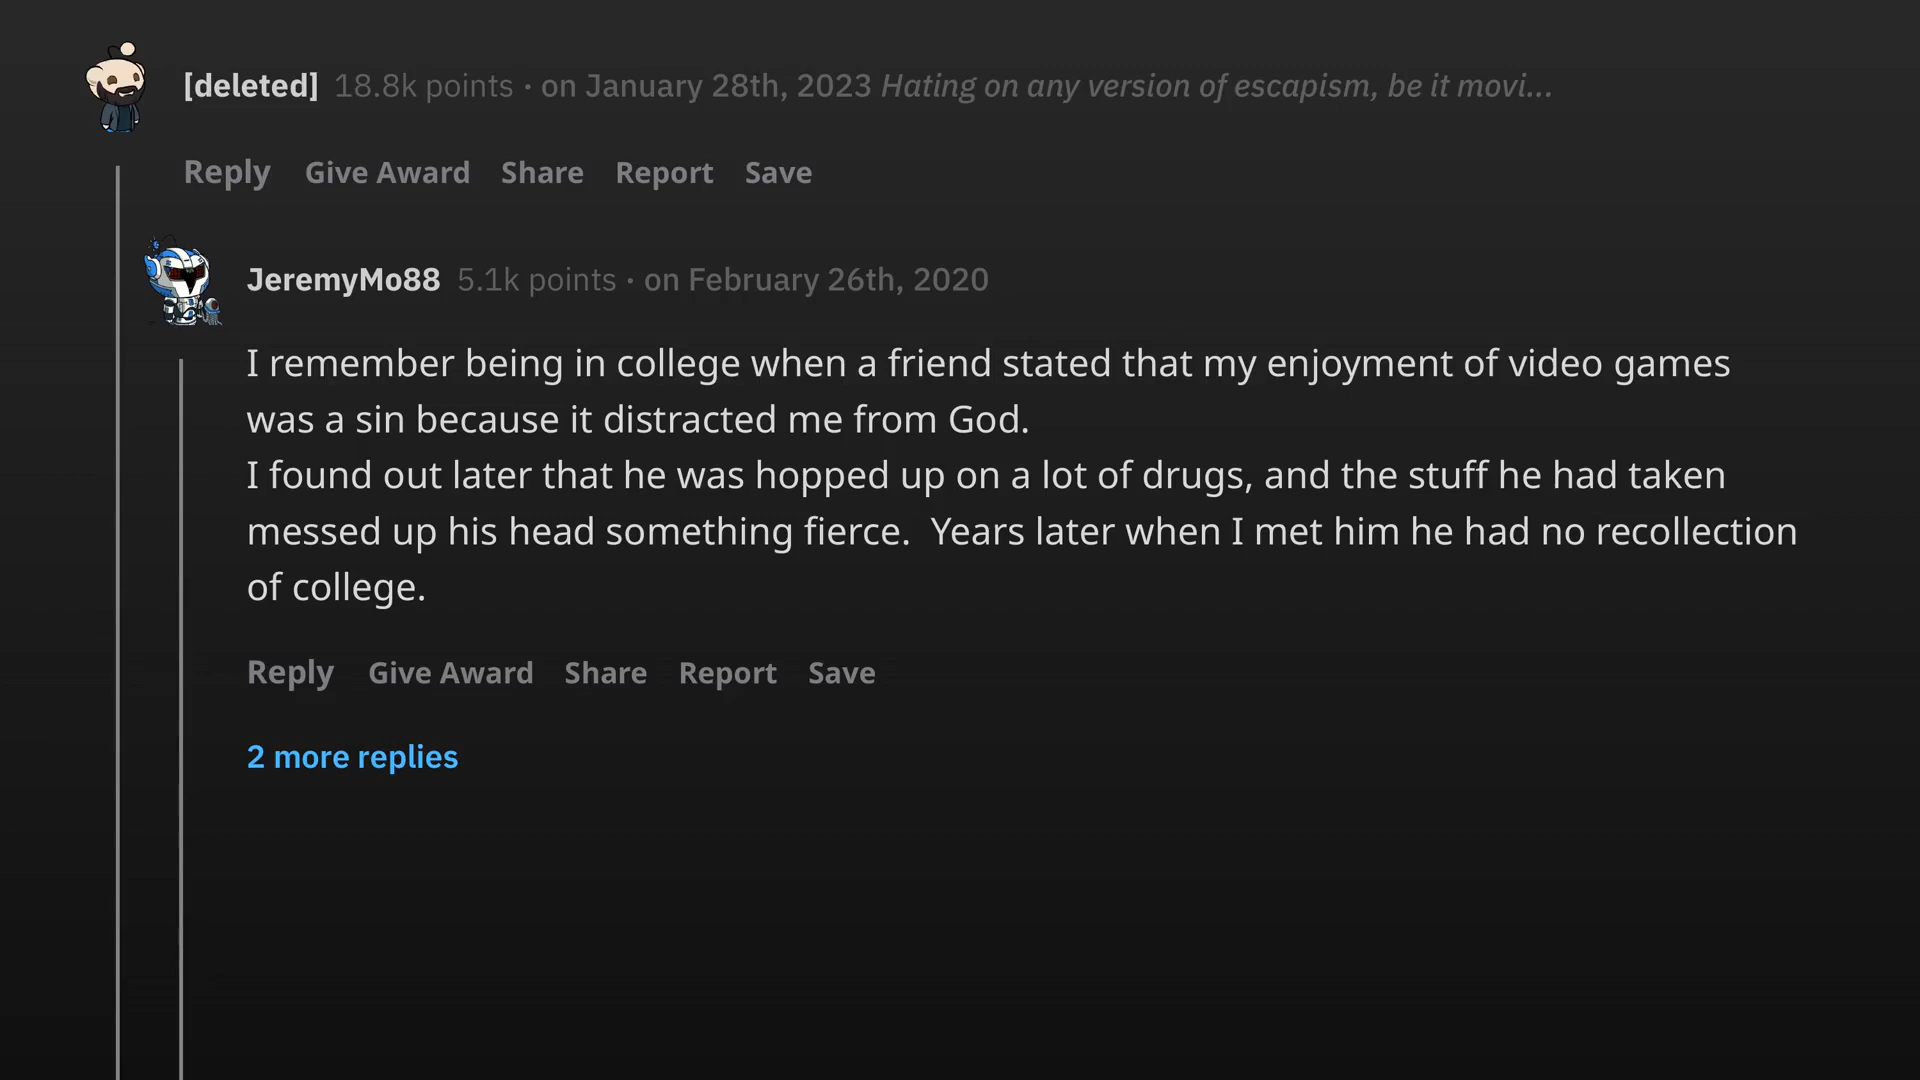 [deleted] 18.8k points · on January 28th, 2023 Hating on any version of escapism, be it movi...
Reply Give Award Share Report Save
JeremyMo88 5.1k points · on February 26th, 2020
I remember being in college when a friend stated that my enjoyment of video games
was a sin because it distracted me from God.
I found out later that he was hopped up on a lot of drugs, and the stuff he had taken
messed up his head something fierce.  Years later when I met him he had no recollection
of college.
Reply Give Award Share Report Save
2 more replies